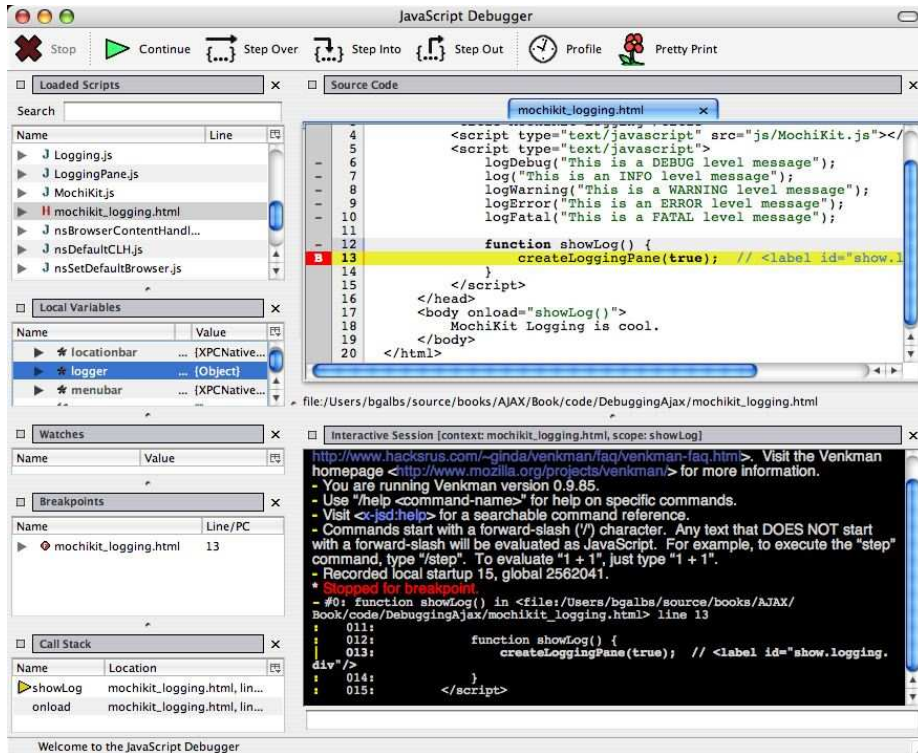 JavaScript Debugger
Stop
Continue
Step Over
Step Into
Step Out
Profile
Pretty Print
Loaded Scripts
Search
Name Line
J Logging.js
J LoggingPane.js
J MochiKit.js
H mochikit_logging.html
J nsBrowserContentHandl...
J nsDefaultCLH.js
J nsSetDefaultBrowser.js
Local Variables
Name Value
locationbar ... {XPCNative...
logger ... {Object}
menubar ... {XPCNative...
Watches
Name Value
Breakpoints
Name Line/PC
mochikit_logging.html 13
Call Stack
Name Location
showLog mochikit_logging.html, lin...
onload mochikit_logging.html, lin...
Source Code
mochikit_logging.html
4 <script type="text/javascript" src="js/MochiKit.js"></
5 <script type="text/javascript">
- 6 logDebug("This is a DEBUG level message");
- 7 log("This is an INFO level message");
- 8 logWarning("This is a WARNING level message");
- 9 logError("This is an ERROR level message");
- 10 logFatal("This is a FATAL level message");
11
- 12 function showLog() {
B 13 createLoggingPane(true); // <label id="show.l
14 }
15 </script>
16 </head>
17 <body onload="showLog()">
18 MochiKit Logging is cool.
19 </body>
20 </html>
file:/Users/bgalbs/source/books/AJAX/Book/code/DebuggingAjax/mochikit_logging.html
Interactive Session [context: mochikit_logging.html, scope: showLog]
http://www.hacksrus.com/~ginda/venkman/faq/venkman-faq.html>. Visit the Venkman
homepage <http://www.mozilla.org/projects/venkman/> for more information.
- You are running Venkman version 0.9.85.
- Use "/help <command-name>" for help on specific commands.
- Visit <x-jsd:help> for a searchable command reference.
- Commands start with a forward-slash ('/') character. Any text that DOES NOT start
with a forward-slash will be evaluated as JavaScript. For example, to execute the "step"
command, type "/step". To evaluate "1 + 1", just type "1 + 1".
- Recorded local startup 15, global 2562041.
* Stopped for breakpoint.
- #0: function showLog() in <file:/Users/bgalbs/source/books/AJAX/
Book/code/DebuggingAjax/mochikit_logging.html> line 13
: 011:
: 012: function showLog() {
| 013: createLoggingPane(true); // <label id="show.logging.
div"/>
: 014: }
: 015: </script>
Welcome to the JavaScript Debugger